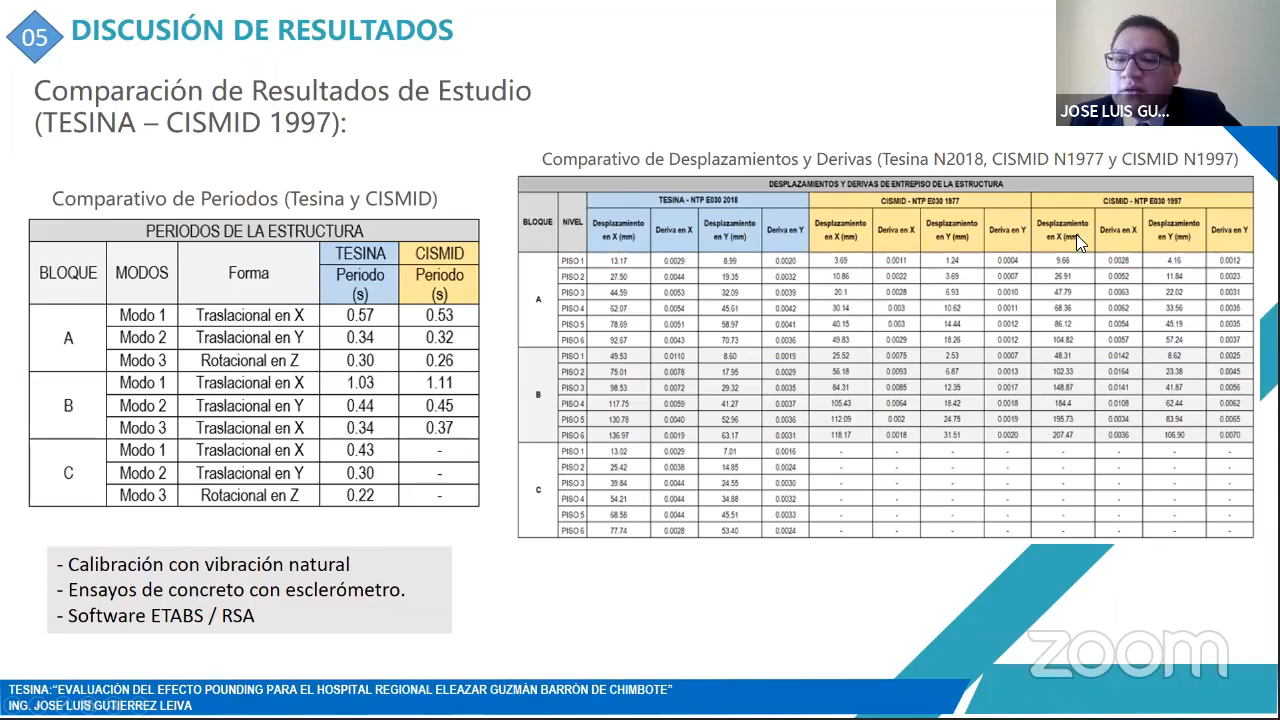 05
DISCUSIÓN DE RESULTADOS
JOSE LUIS GU...
Comparación de Resultados de Estudio
(TESINA – CISMID 1997):
Comparativo de Periodos (Tesina y CISMID)
PERIODOS DE LA ESTRUCTURA
BLOQUE MODOS Forma TESINA CISMID
Periodo (s) Periodo (s)
A Modo 1 Traslacional en X 0.57 0.53
Modo 2 Traslacional en Y 0.34 0.32
Modo 3 Rotacional en Z 0.30 0.26
B Modo 1 Traslacional en X 1.03 1.11
Modo 2 Traslacional en Y 0.44 0.45
Modo 3 Traslacional en X 0.34 0.37
C Modo 1 Traslacional en X 0.43 -
Modo 2 Traslacional en Y 0.30 -
Modo 3 Rotacional en Z 0.22 -
- Calibración con vibración natural
- Ensayos de concreto con esclerómetro.
- Software ETABS / RSA
Comparativo de Desplazamientos y Derivas (Tesina N2018, CISMID N1977 y CISMID N1997)
DESPLAZAMIENTOS Y DERIVAS DE ENTREPISO DE LA ESTRUCTURA
BLOQUE NIVEL TESINA - NTP E030 2018 CISMID - NTP E030 1977 CISMID - NTP E030 1997
Desplazamiento en X (mm) Deriva en X Desplazamiento en Y (mm) Deriva en Y Desplazamiento en X (mm) Deriva en X Desplazamiento en Y (mm) Deriva en Y Desplazamiento en X (mm) Deriva en X Desplazamiento en Y (mm) Deriva en Y
A PISO 1 13.17 0.0029 8.99 0.0020 3.69 0.0011 1.24 0.0004 9.66 0.0028 4.16 0.0012
PISO 2 27.50 0.0044 19.35 0.0032 10.86 0.0022 3.69 0.0007 26.91 0.0052 11.84 0.0023
PISO 3 44.59 0.0053 32.09 0.0039 20.1 0.0028 6.93 0.0010 47.79 0.0063 22.02 0.0031
PISO 4 62.07 0.0054 45.61 0.0042 30.14 0.003 10.62 0.0011 68.36 0.0062 33.56 0.0035
PISO 5 78.69 0.0051 58.97 0.0041 40.15 0.003 14.44 0.0012 86.12 0.0054 45.19 0.0035
PISO 6 92.67 0.0043 70.73 0.0036 49.83 0.0029 18.26 0.0012 104.82 0.0057 57.24 0.0037
B PISO 1 49.53 0.0110 8.60 0.0019 25.52 0.0075 2.53 0.0007 48.31 0.0142 8.62 0.0025
PISO 2 75.01 0.0078 17.95 0.0029 56.18 0.0093 6.87 0.0013 102.33 0.0164 23.38 0.0045
PISO 3 98.53 0.0072 29.32 0.0035 84.31 0.0085 12.35 0.0017 148.87 0.0141 41.87 0.0056
PISO 4 117.75 0.0059 41.27 0.0037 105.43 0.0064 18.42 0.0018 184.4 0.0108 62.44 0.0062
PISO 5 130.78 0.0040 52.96 0.0036 112.09 0.002 24.75 0.0019 195.73 0.0034 83.94 0.0065
PISO 6 136.97 0.0019 63.17 0.0031 118.17 0.0018 31.51 0.0020 207.47 0.0036 106.90 0.0070
C PISO 1 13.02 0.0029 7.01 0.0016 - - - - - - - -
PISO 2 25.42 0.0038 14.85 0.0024 - - - - - - - -
PISO 3 39.84 0.0044 24.55 0.0030 - - - - - - - -
PISO 4 54.21 0.0044 34.88 0.0032 - - - - - - - -
PISO 5 68.58 0.0044 45.51 0.0033 - - - - - - - -
PISO 6 77.74 0.0028 53.40 0.0024 - - - - - - - -
zoom
TESINA:“EVALUACIÓN DEL EFECTO POUNDING PARA EL HOSPITAL REGIONAL ELEAZAR GUZMÁN BARRÓN DE CHIMBOTE”
ING. JOSE LUIS GUTIERREZ LEIVA